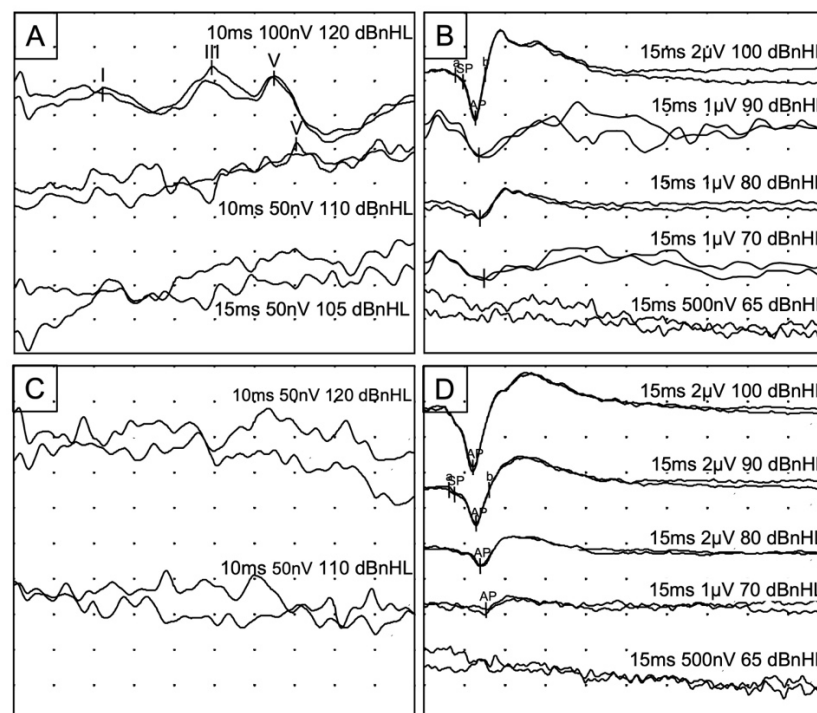 A
10ms 100nV 120 dBnHL
I
III
V
V
10ms 50nV 110 dBnHL
15ms 50nV 105 dBnHL
B
15ms 2µV 100 dBnHL
a
SP
b
AP
15ms 1µV 90 dBnHL
15ms 1µV 80 dBnHL
15ms 1µV 70 dBnHL
15ms 500nV 65 dBnHL
C
10ms 50nV 120 dBnHL
10ms 50nV 110 dBnHL
D
15ms 2µV 100 dBnHL
AP
15ms 2µV 90 dBnHL
a
SP
b
AP
15ms 2µV 80 dBnHL
AP
15ms 1µV 70 dBnHL
AP
15ms 500nV 65 dBnHL